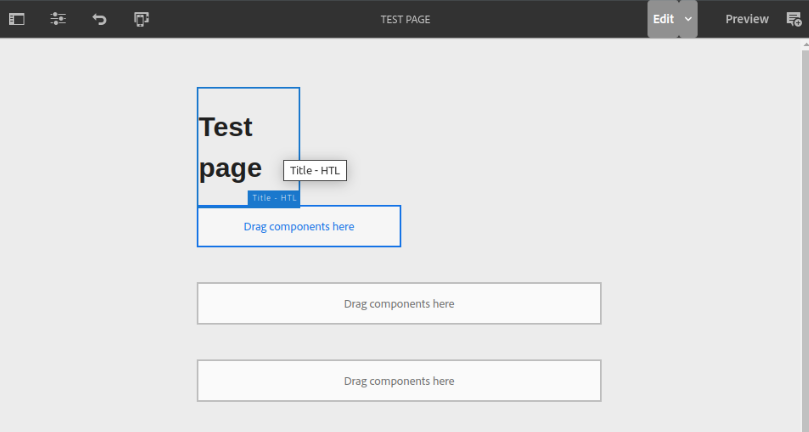 TEST PAGE
Edit
Preview
Test
page
Title - HTL
Title - HTL
Drag components here
Drag components here
Drag components here